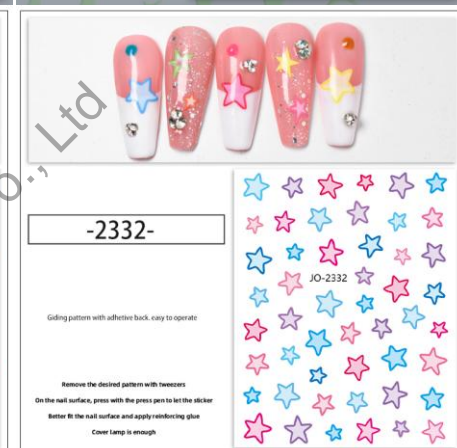 o., Ltd
-2332-
JO-2332
Giding pattern with adhetive back. easy to operate
Remove the desired pattern with tweezers
On the nail surface, press with the press pen to let the sticker
Better fit the nail surface and apply reinforcing glue
Cover lamp is enough